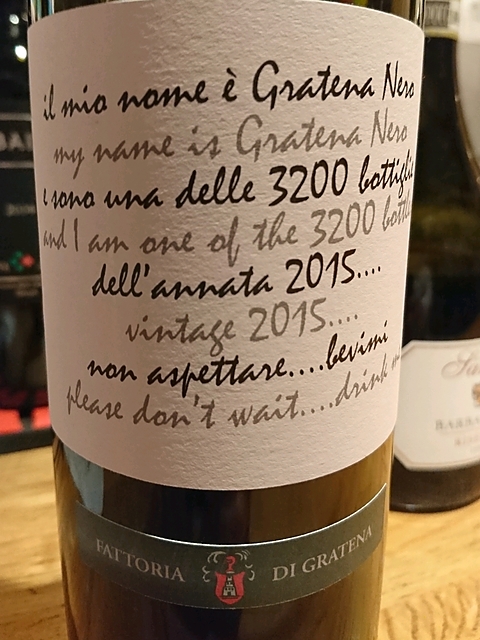 il mio nome è Gratena Nero
my name is Gratena Nero
e sono una delle 3200 bottiglie
and I am one of the 3200
dell'annata 2015....
vintage 2015....
non aspettare....bevimi
please don't wait....drink
FATTORIA DI GRATENA